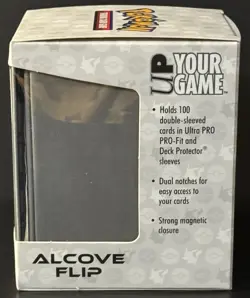 UP YOUR
GAME™
• Holds 100
double-sleeved
cards in Ultra PRO
PRO-Fit and
Deck Protector®
sleeves
• Dual notches for
easy access to
your cards
• Strong magnetic
closure
ALCOVE
FLIP